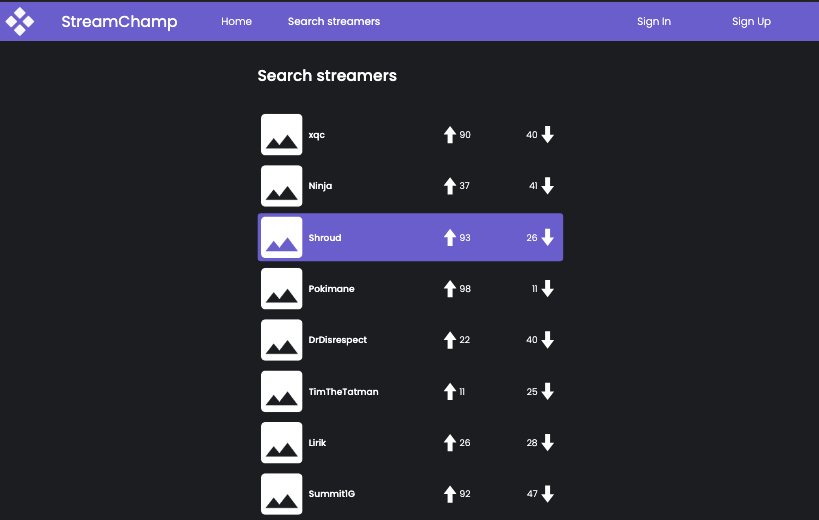 StreamChamp Home Search streamers Sign In Sign Up
Search streamers
xqc 90 40
Ninja 37 41
Shroud 93 26
Pokimane 98 11
DrDisrespect 22 40
TimTheTatman 11 25
Lirik 26 28
Summit1G 92 47